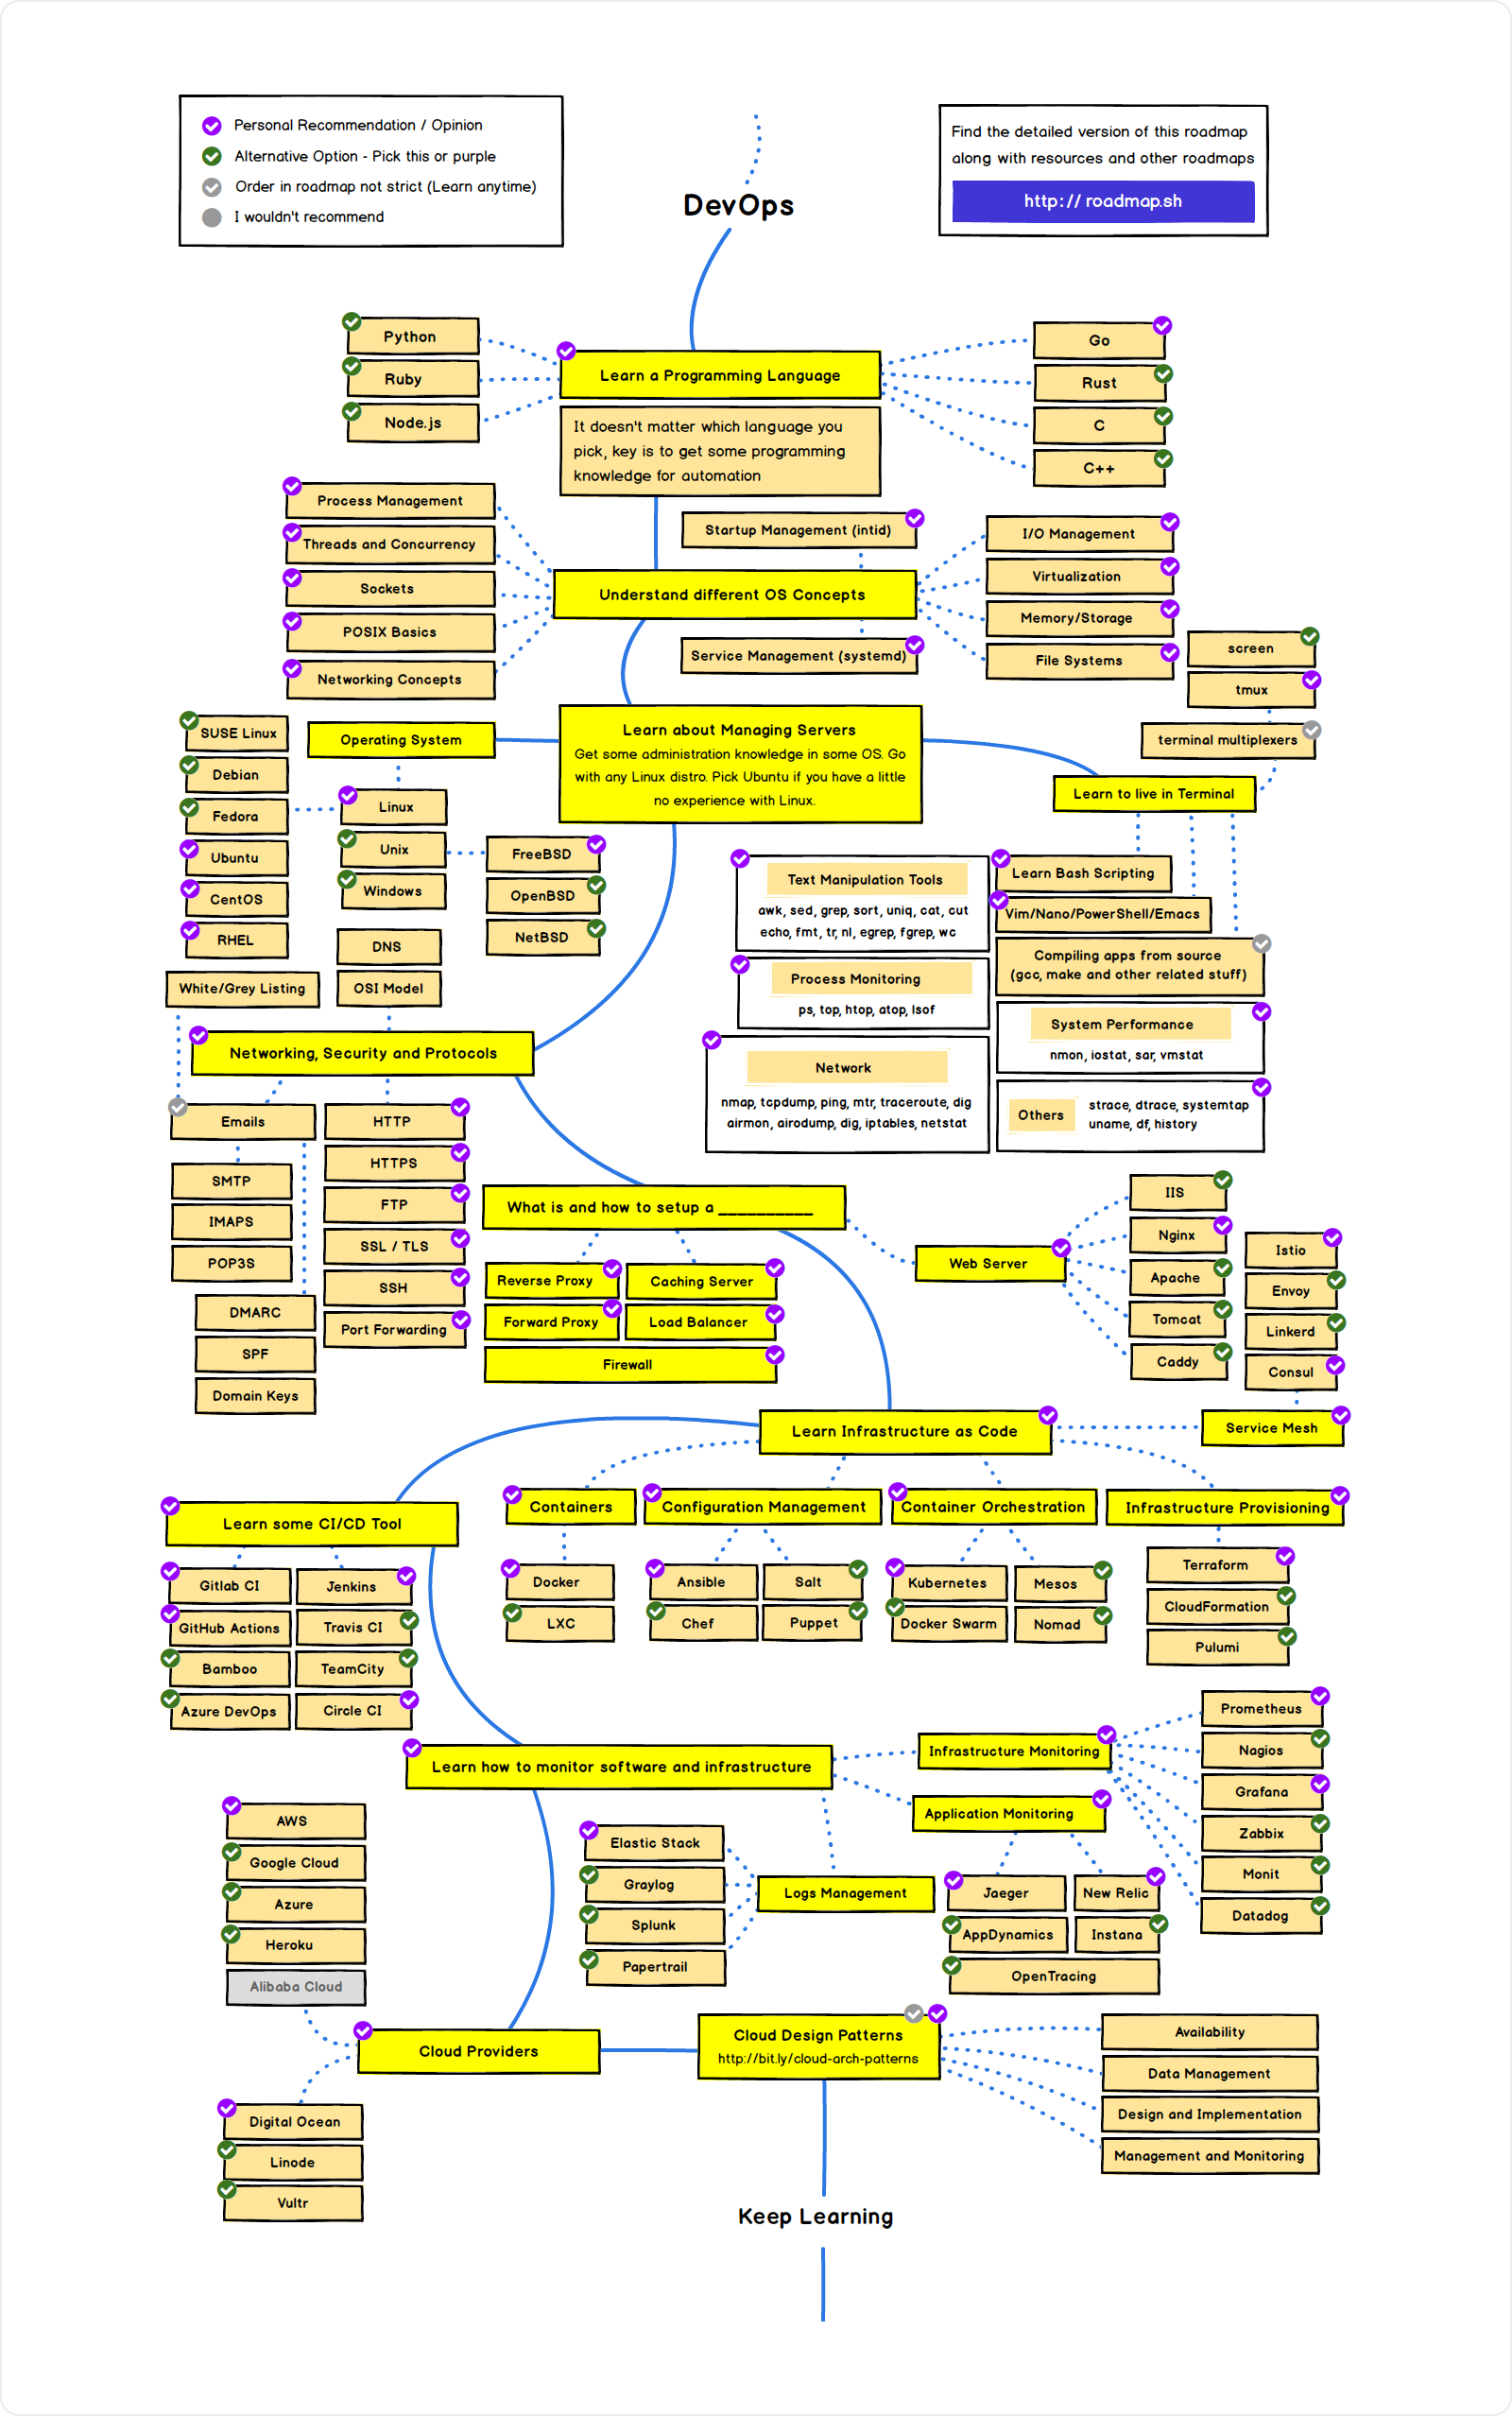 Personal Recommendation / Opinion
Alternative Option - Pick this or purple
Order in roadmap not strict (Learn anytime)
I wouldn't recommend
DevOps
Find the detailed version of this roadmap
along with resources and other roadmaps
http://roadmap.sh
Python
Ruby
Node.js
Learn a Programming Language
It doesn't matter which language you
pick, key is to get some programming
knowledge for automation
Go
Rust
C
C++
Process Management
Threads and Concurrency
Sockets
POSIX Basics
Networking Concepts
Startup Management (intid)
Understand different OS Concepts
Service Management (systemd)
I/O Management
Virtualization
Memory/Storage
File Systems
screen
tmux
terminal multiplexers
Learn to live in Terminal
Learn about Managing Servers
Get some administration knowledge in some OS. Go
with any Linux distro. Pick Ubuntu if you have a little
no experience with Linux.
Operating System
SUSE Linux
Debian
Fedora
Ubuntu
CentOS
RHEL
Linux
Unix
Windows
FreeBSD
OpenBSD
NetBSD
Text Manipulation Tools
awk, sed, grep, sort, uniq, cat, cut
echo, fmt, tr, nl, egrep, fgrep, wc
Process Monitoring
ps, top, htop, atop, lsof
Network
nmap, tcpdump, ping, mtr, traceroute, dig
airmon, airodump, dig, iptables, netstat
Learn Bash Scripting
Vim/Nano/PowerShell/Emacs
Compiling apps from source
(gcc, make and other related stuff)
System Performance
nmon, iostat, sar, vmstat
Others
strace, dtrace, systemtap
uname, df, history
DNS
OSI Model
White/Grey Listing
Networking, Security and Protocols
Emails
SMTP
IMAPS
POP3S
DMARC
SPF
Domain Keys
HTTP
HTTPS
FTP
SSL / TLS
SSH
Port Forwarding
What is and how to setup a __________
Reverse Proxy
Caching Server
Forward Proxy
Load Balancer
Firewall
Web Server
IIS
Nginx
Apache
Tomcat
Caddy
Istio
Envoy
Linkerd
Consul
Service Mesh
Learn Infrastructure as Code
Containers
Docker
LXC
Configuration Management
Ansible
Salt
Chef
Puppet
Container Orchestration
Kubernetes
Mesos
Docker Swarm
Nomad
Infrastructure Provisioning
Terraform
CloudFormation
Pulumi
Learn some CI/CD Tool
Gitlab CI
Jenkins
GitHub Actions
Travis CI
Bamboo
TeamCity
Azure DevOps
Circle CI
Learn how to monitor software and infrastructure
Infrastructure Monitoring
Prometheus
Nagios
Grafana
Zabbix
Monit
Datadog
Application Monitoring
Jaeger
New Relic
AppDynamics
Instana
OpenTracing
Logs Management
Elastic Stack
Graylog
Splunk
Papertrail
AWS
Google Cloud
Azure
Heroku
Alibaba Cloud
Cloud Providers
Digital Ocean
Linode
Vultr
Cloud Design Patterns
http://bit.ly/cloud-arch-patterns
Availability
Data Management
Design and Implementation
Management and Monitoring
Keep Learning